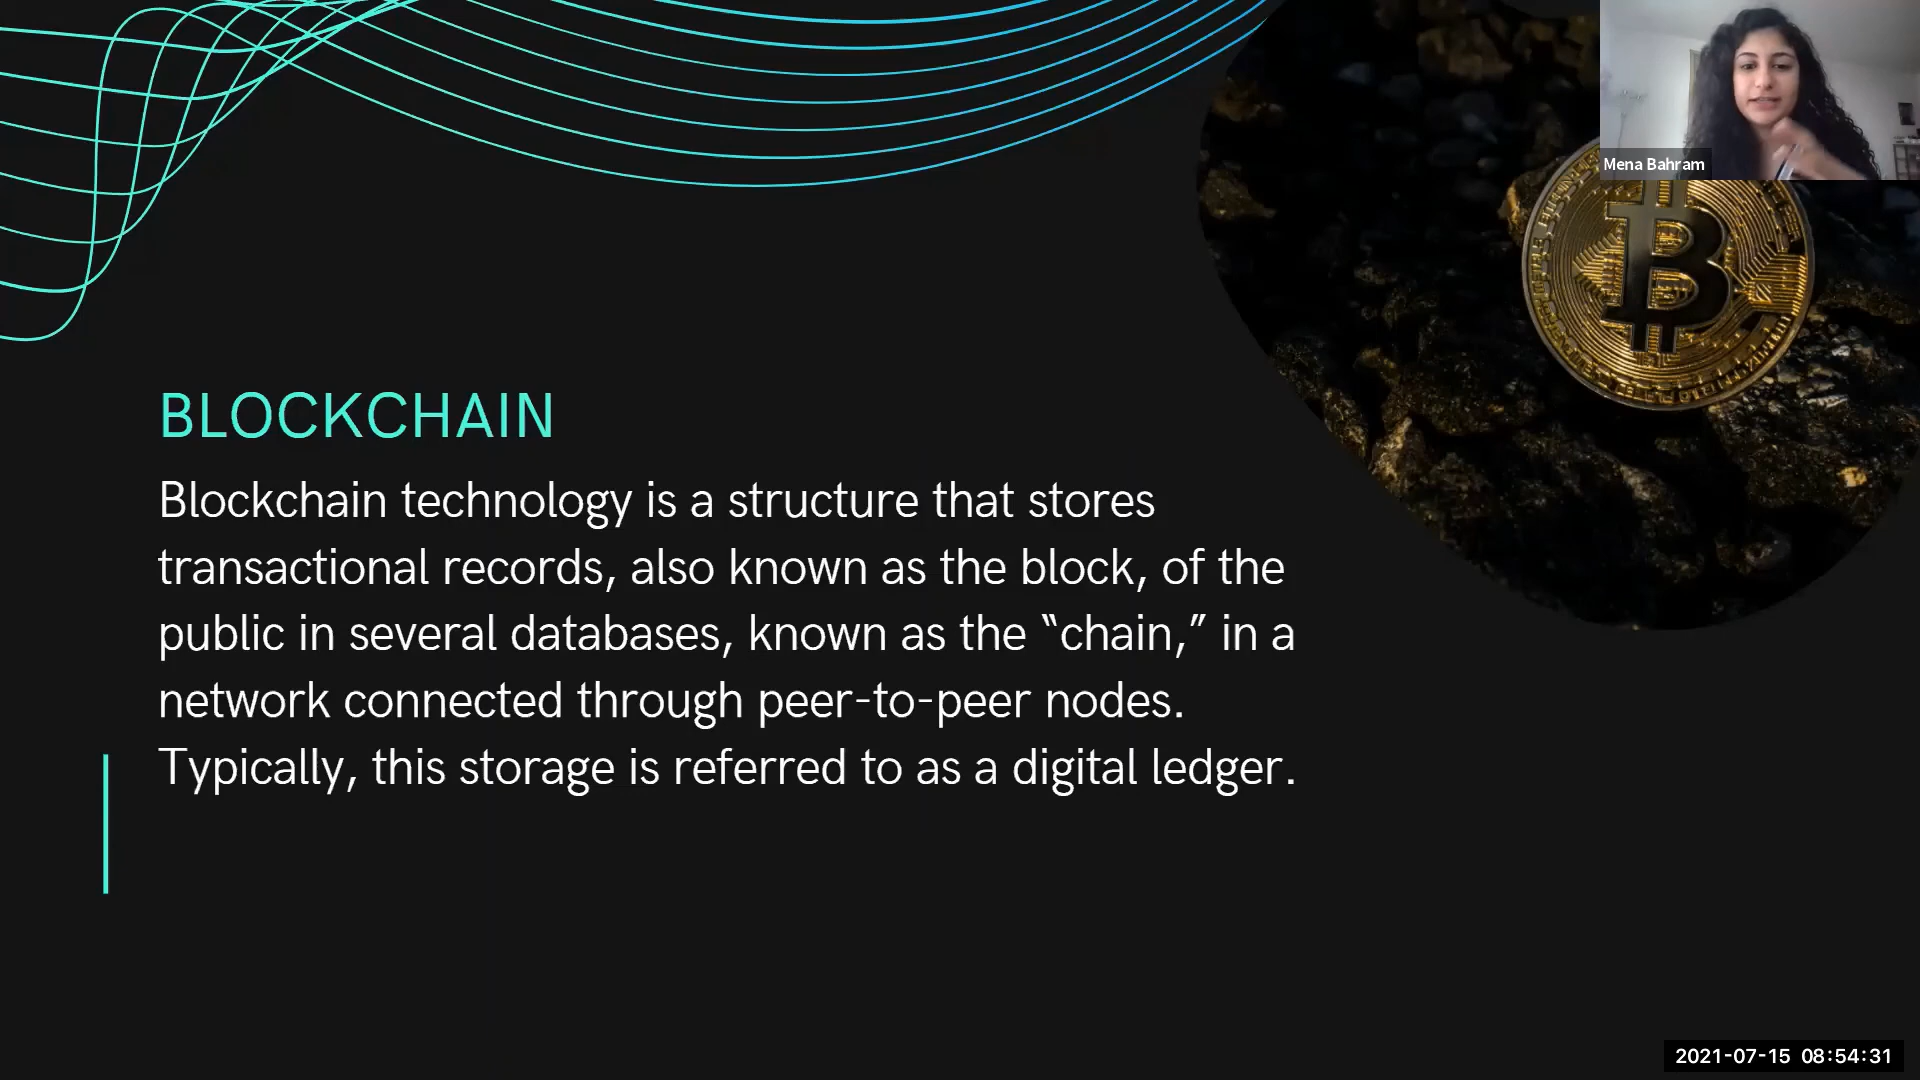 Mena Bahram
BLOCKCHAIN
Blockchain technology is a structure that stores
transactional records, also known as the block, of the
public in several databases, known as the “chain,” in a
network connected through peer-to-peer nodes.
Typically, this storage is referred to as a digital ledger.
2021-07-15 08:54:31